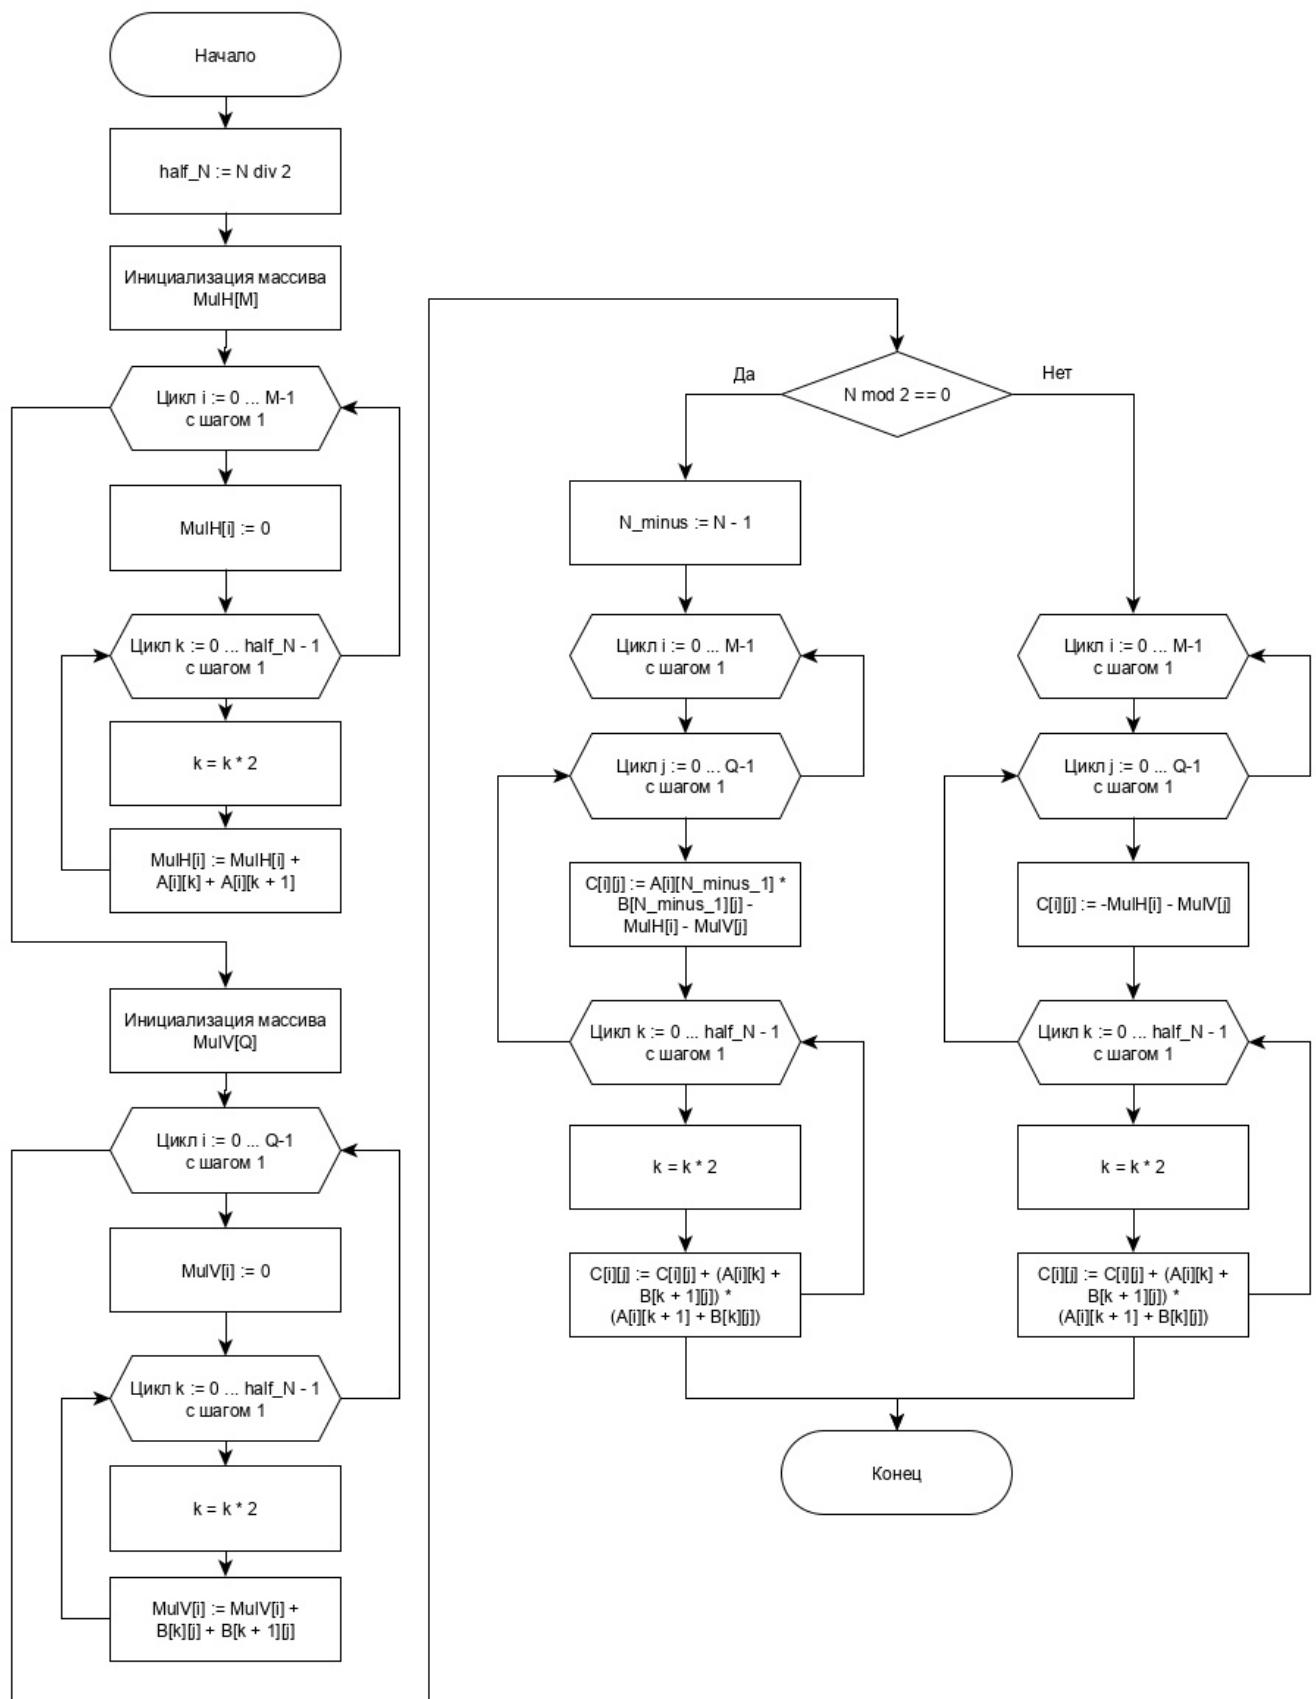 Начало
half_N := N div 2
Инициализация массива
MulH[M]
Цикл i := 0 ... M-1
с шагом 1
MulH[i] := 0
Цикл k := 0 ... half_N - 1
с шагом 1
k = k * 2
MulH[i] := MulH[i] +
A[i][k] + A[i][k + 1]
Инициализация массива
MulV[Q]
Цикл i := 0 ... Q-1
с шагом 1
MulV[i] := 0
Цикл k := 0 ... half_N - 1
с шагом 1
k = k * 2
MulV[i] := MulV[i] +
B[k][j] + B[k + 1][j]
N mod 2 == 0
Да
Нет
N_minus := N - 1
Цикл i := 0 ... M-1
с шагом 1
Цикл j := 0 ... Q-1
с шагом 1
C[i][j] := A[i][N_minus_1] *
B[N_minus_1][j] -
MulH[i] - MulV[j]
Цикл k := 0 ... half_N - 1
с шагом 1
k = k * 2
C[i][j] := C[i][j] + (A[i][k] +
B[k + 1][j]) *
(A[i][k + 1] + B[k][j])
Цикл i := 0 ... M-1
с шагом 1
Цикл j := 0 ... Q-1
с шагом 1
C[i][j] := -MulH[i] - MulV[j]
Цикл k := 0 ... half_N - 1
с шагом 1
k = k * 2
C[i][j] := C[i][j] + (A[i][k] +
B[k + 1][j]) *
(A[i][k + 1] + B[k][j])
Конец